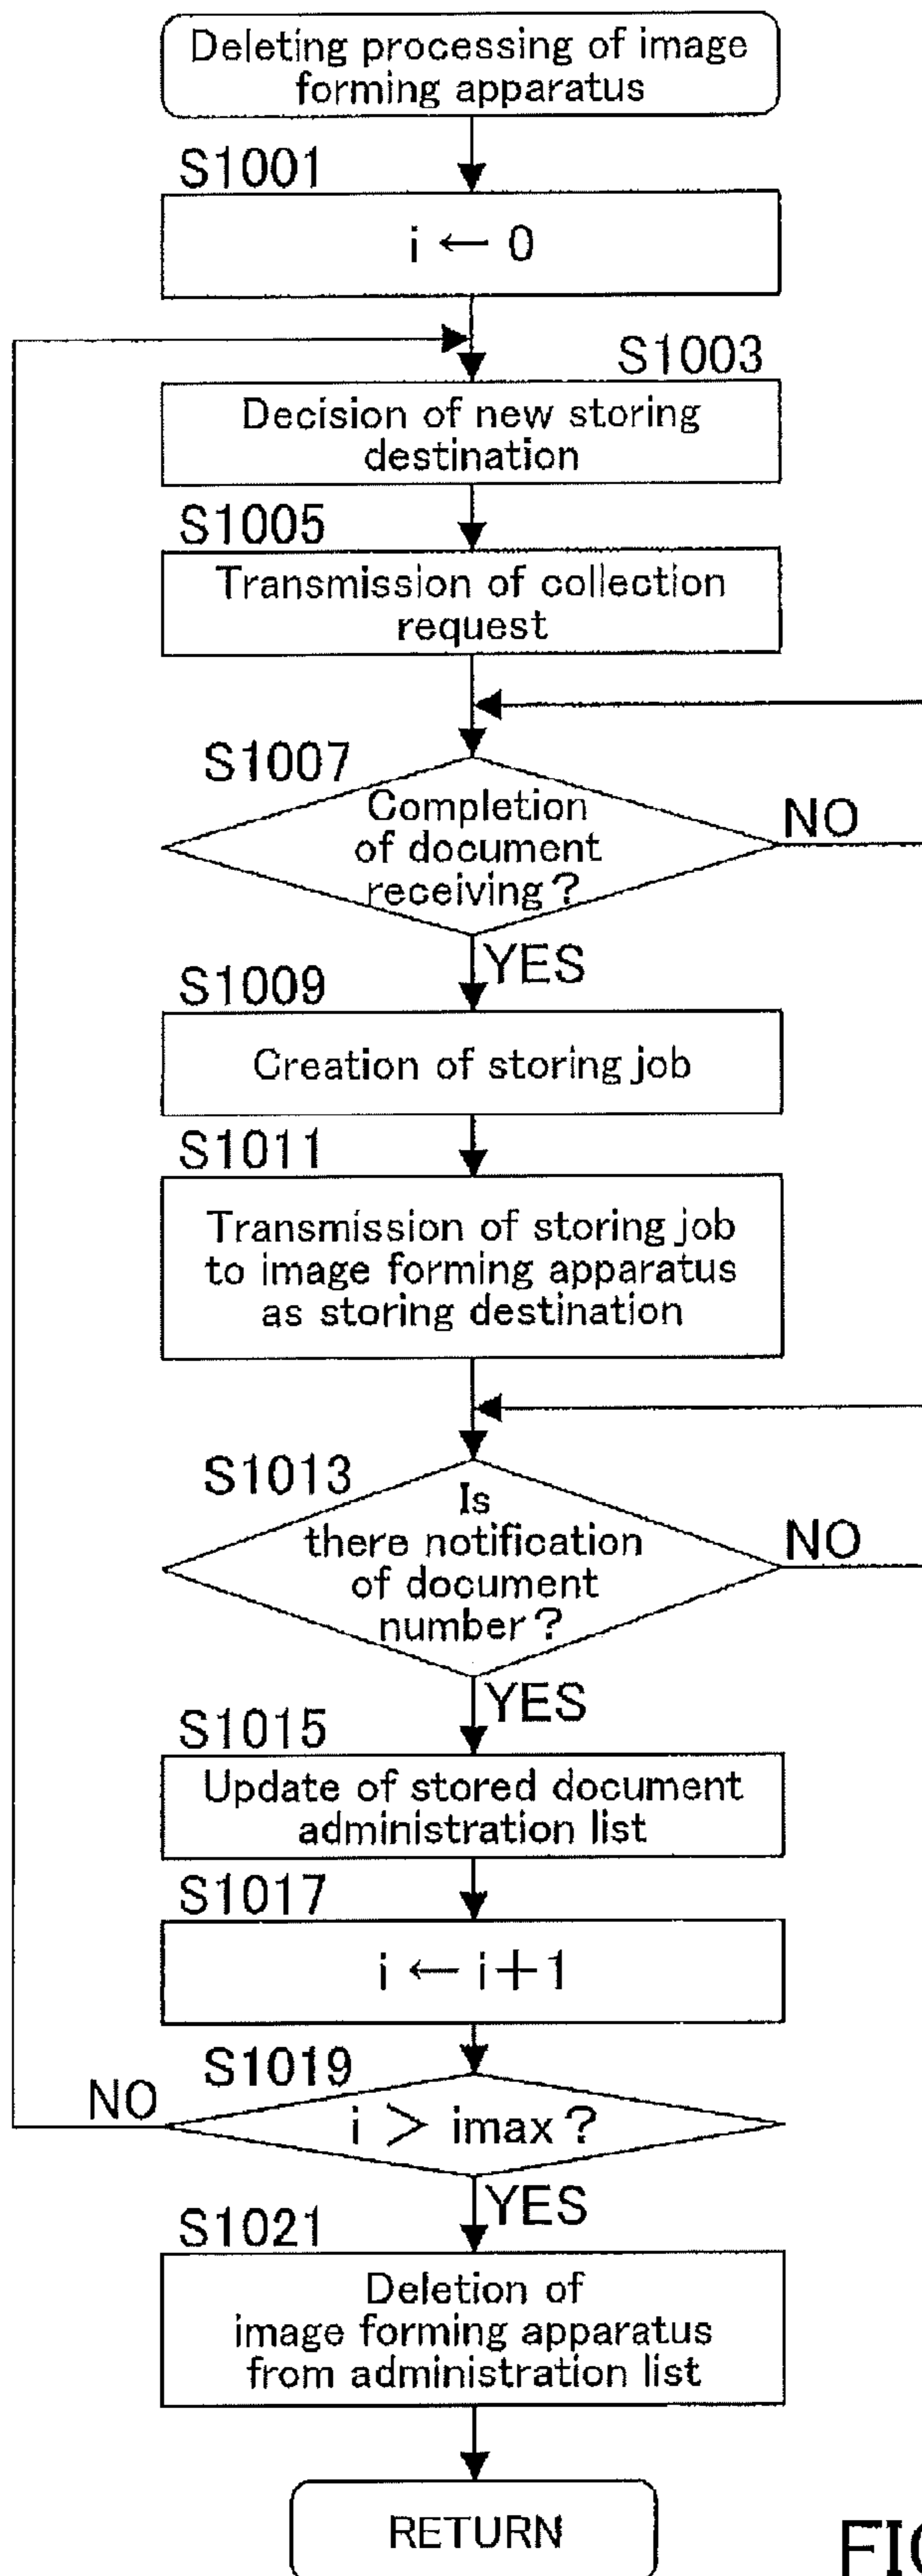 Deleting processing of image
forming apparatus
S1001
i ← 0
S1003
Decision of new storing
destination
S1005
Transmission of collection
request
S1007
Completion
of document
receiving?
NO
YES
S1009
Creation of storing job
S1011
Transmission of storing job
to image forming apparatus
as storing destination
S1013
Is
there notification
of document
number?
NO
YES
S1015
Update of stored document
administration list
S1017
i ← i+1
S1019
NO
i > imax?
YES
S1021
Deletion of
image forming apparatus
from administration list
RETURN
FIG